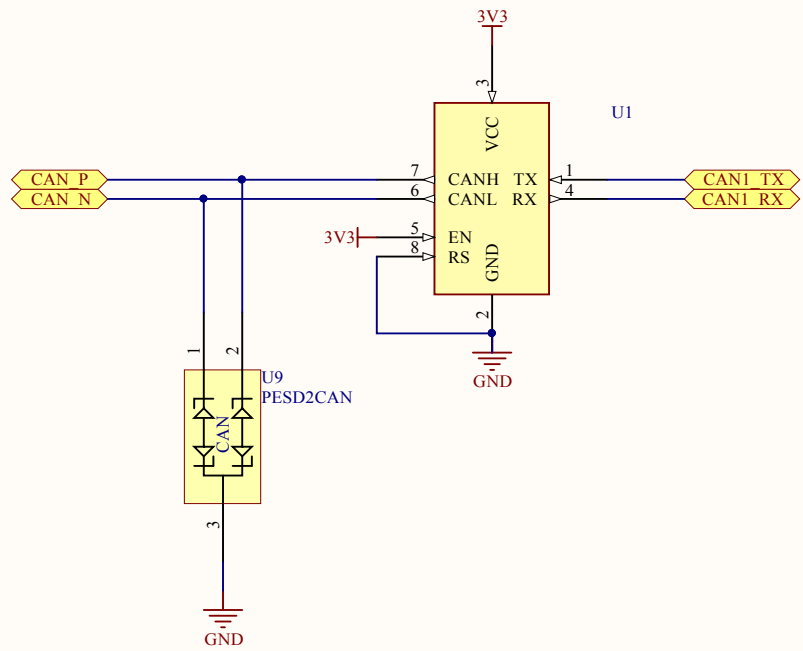 3V3
3
U1
VCC
CAN_P
7
CANH
TX
1
CAN1_TX
CAN_N
6
CANL
RX
4
CAN1_RX
3V3
5
EN
8
RS
GND
2
GND
1
2
U9
PESD2CAN
CAN
3
GND